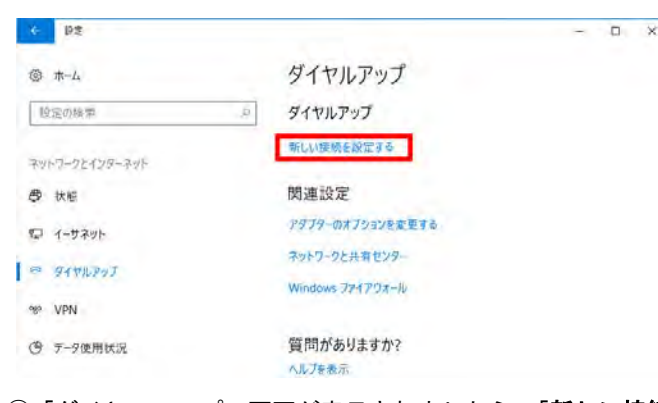 設定
ホーム
設定の検索
ネットワークとインターネット
状態
イーサネット
ダイヤルアップ
VPN
データ使用状況
ダイヤルアップ
ダイヤルアップ
新しい接続を設定する
関連設定
アダプターのオプションを変更する
ネットワークと共有センター
Windows ファイアウォール
質問がありますか?
ヘルプを表示